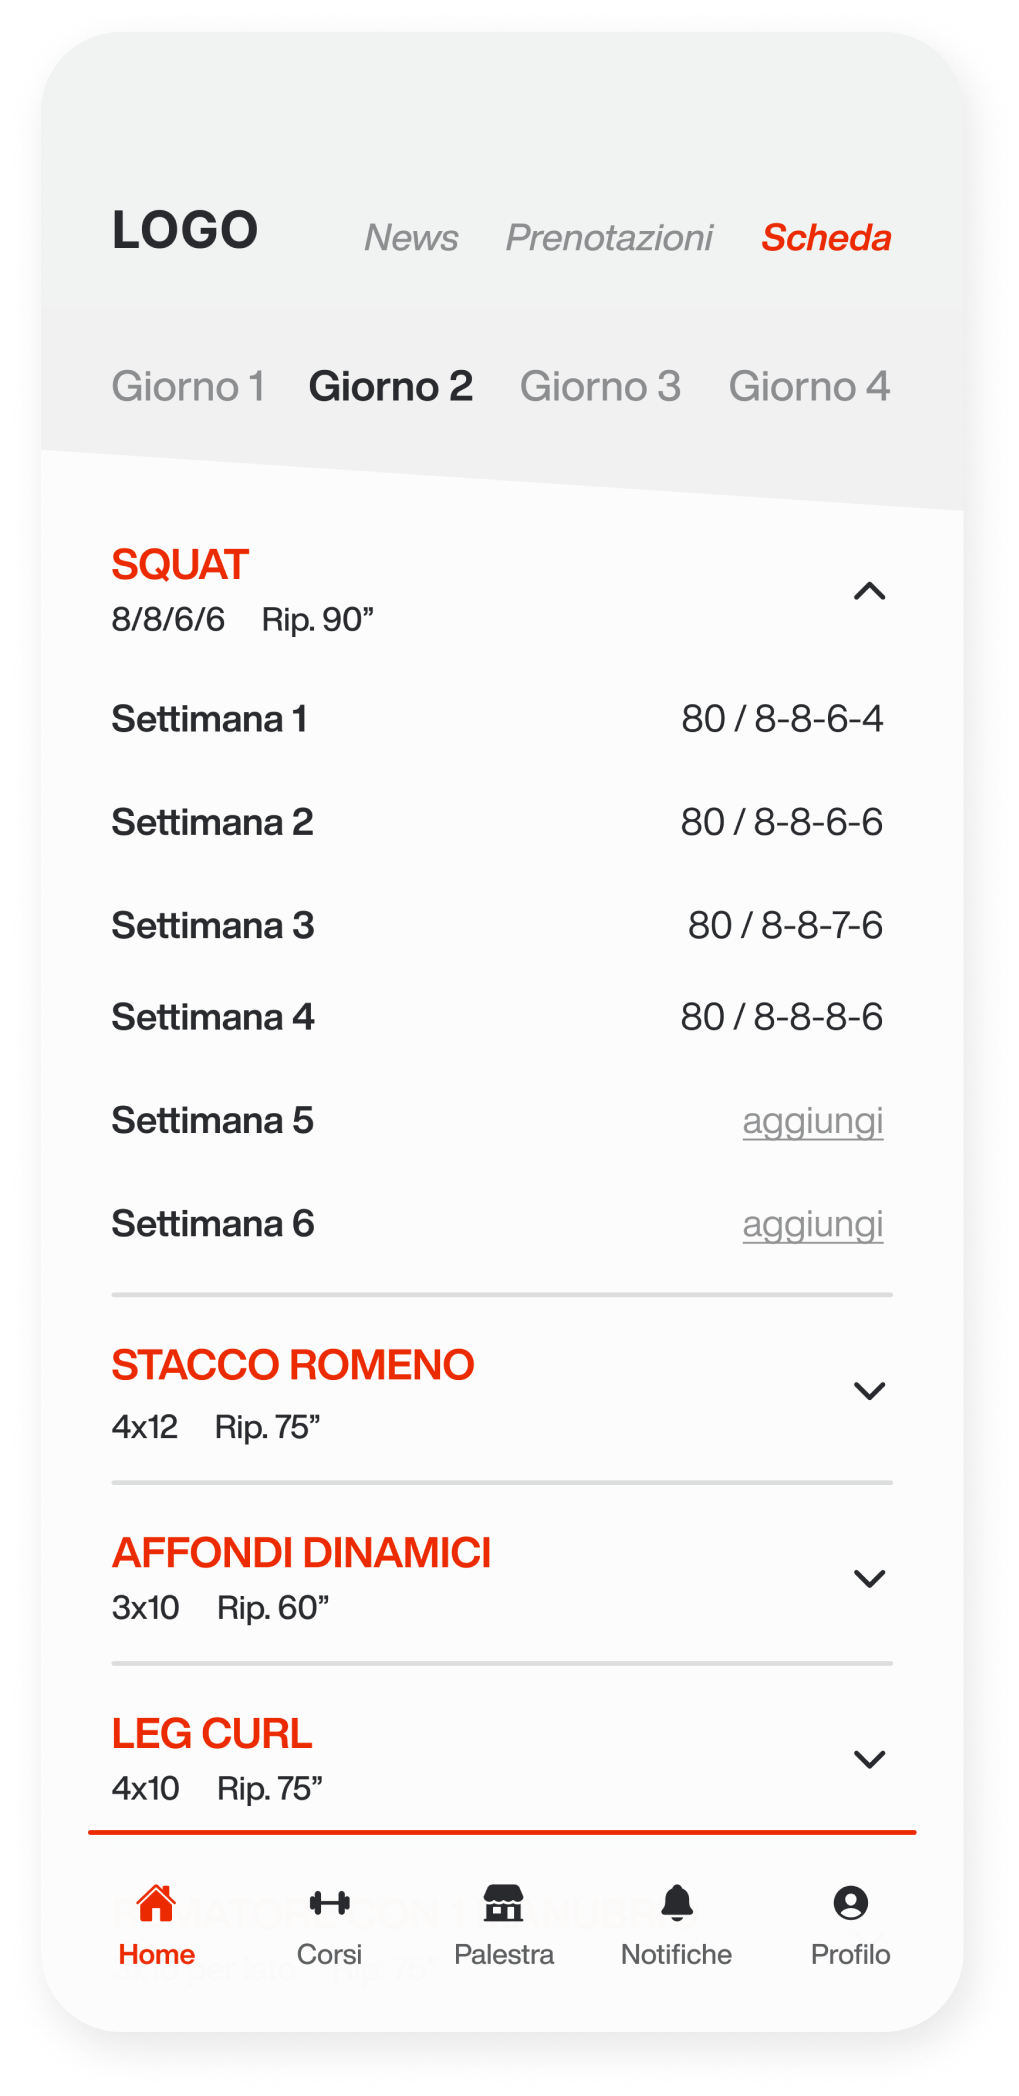 LOGO News Prenotazioni Scheda
Giorno 1 Giorno 2 Giorno 3 Giorno 4
SQUAT
8/8/6/6 Rip. 90”
Settimana 1 80 / 8-8-6-4
Settimana 2 80 / 8-8-6-6
Settimana 3 80 / 8-8-7-6
Settimana 4 80 / 8-8-8-6
Settimana 5 aggiungi
Settimana 6 aggiungi
STACCO ROMENO
4x12 Rip. 75”
AFFONDI DINAMICI
3x10 Rip. 60”
LEG CURL
4x10 Rip. 75”
Home Corsi Palestra Notifiche Profilo